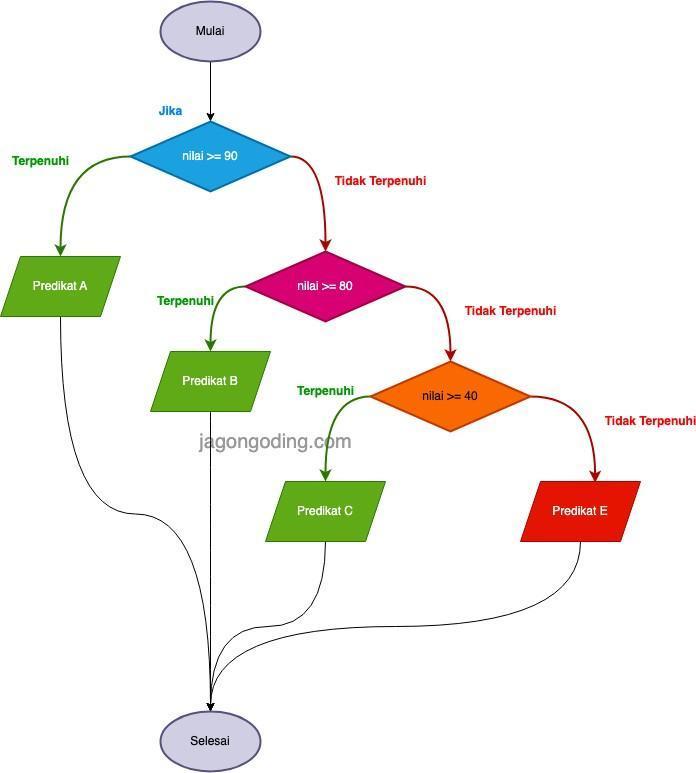 Mulai
Jika
nilai >= 90
Terpenuhi
Tidak Terpenuhi
Predikat A
nilai >= 80
Terpenuhi
Tidak Terpenuhi
Predikat B
nilai >= 40
Terpenuhi
Tidak Terpenuhi
jagongoding.com
Predikat C
Predikat E
Selesai